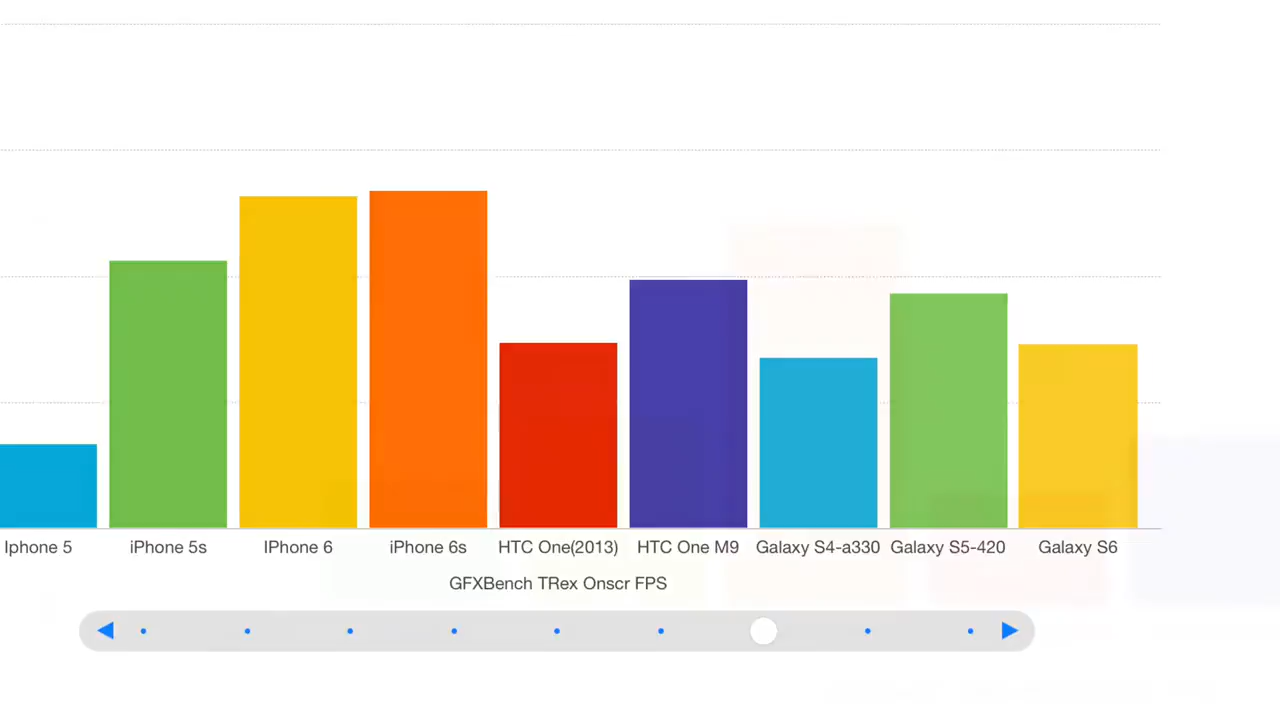 Iphone 5 iPhone 5s IPhone 6 iPhone 6s HTC One(2013) HTC One M9 Galaxy S4-a330 Galaxy S5-420 Galaxy S6
GFXBench TRex Onscr FPS